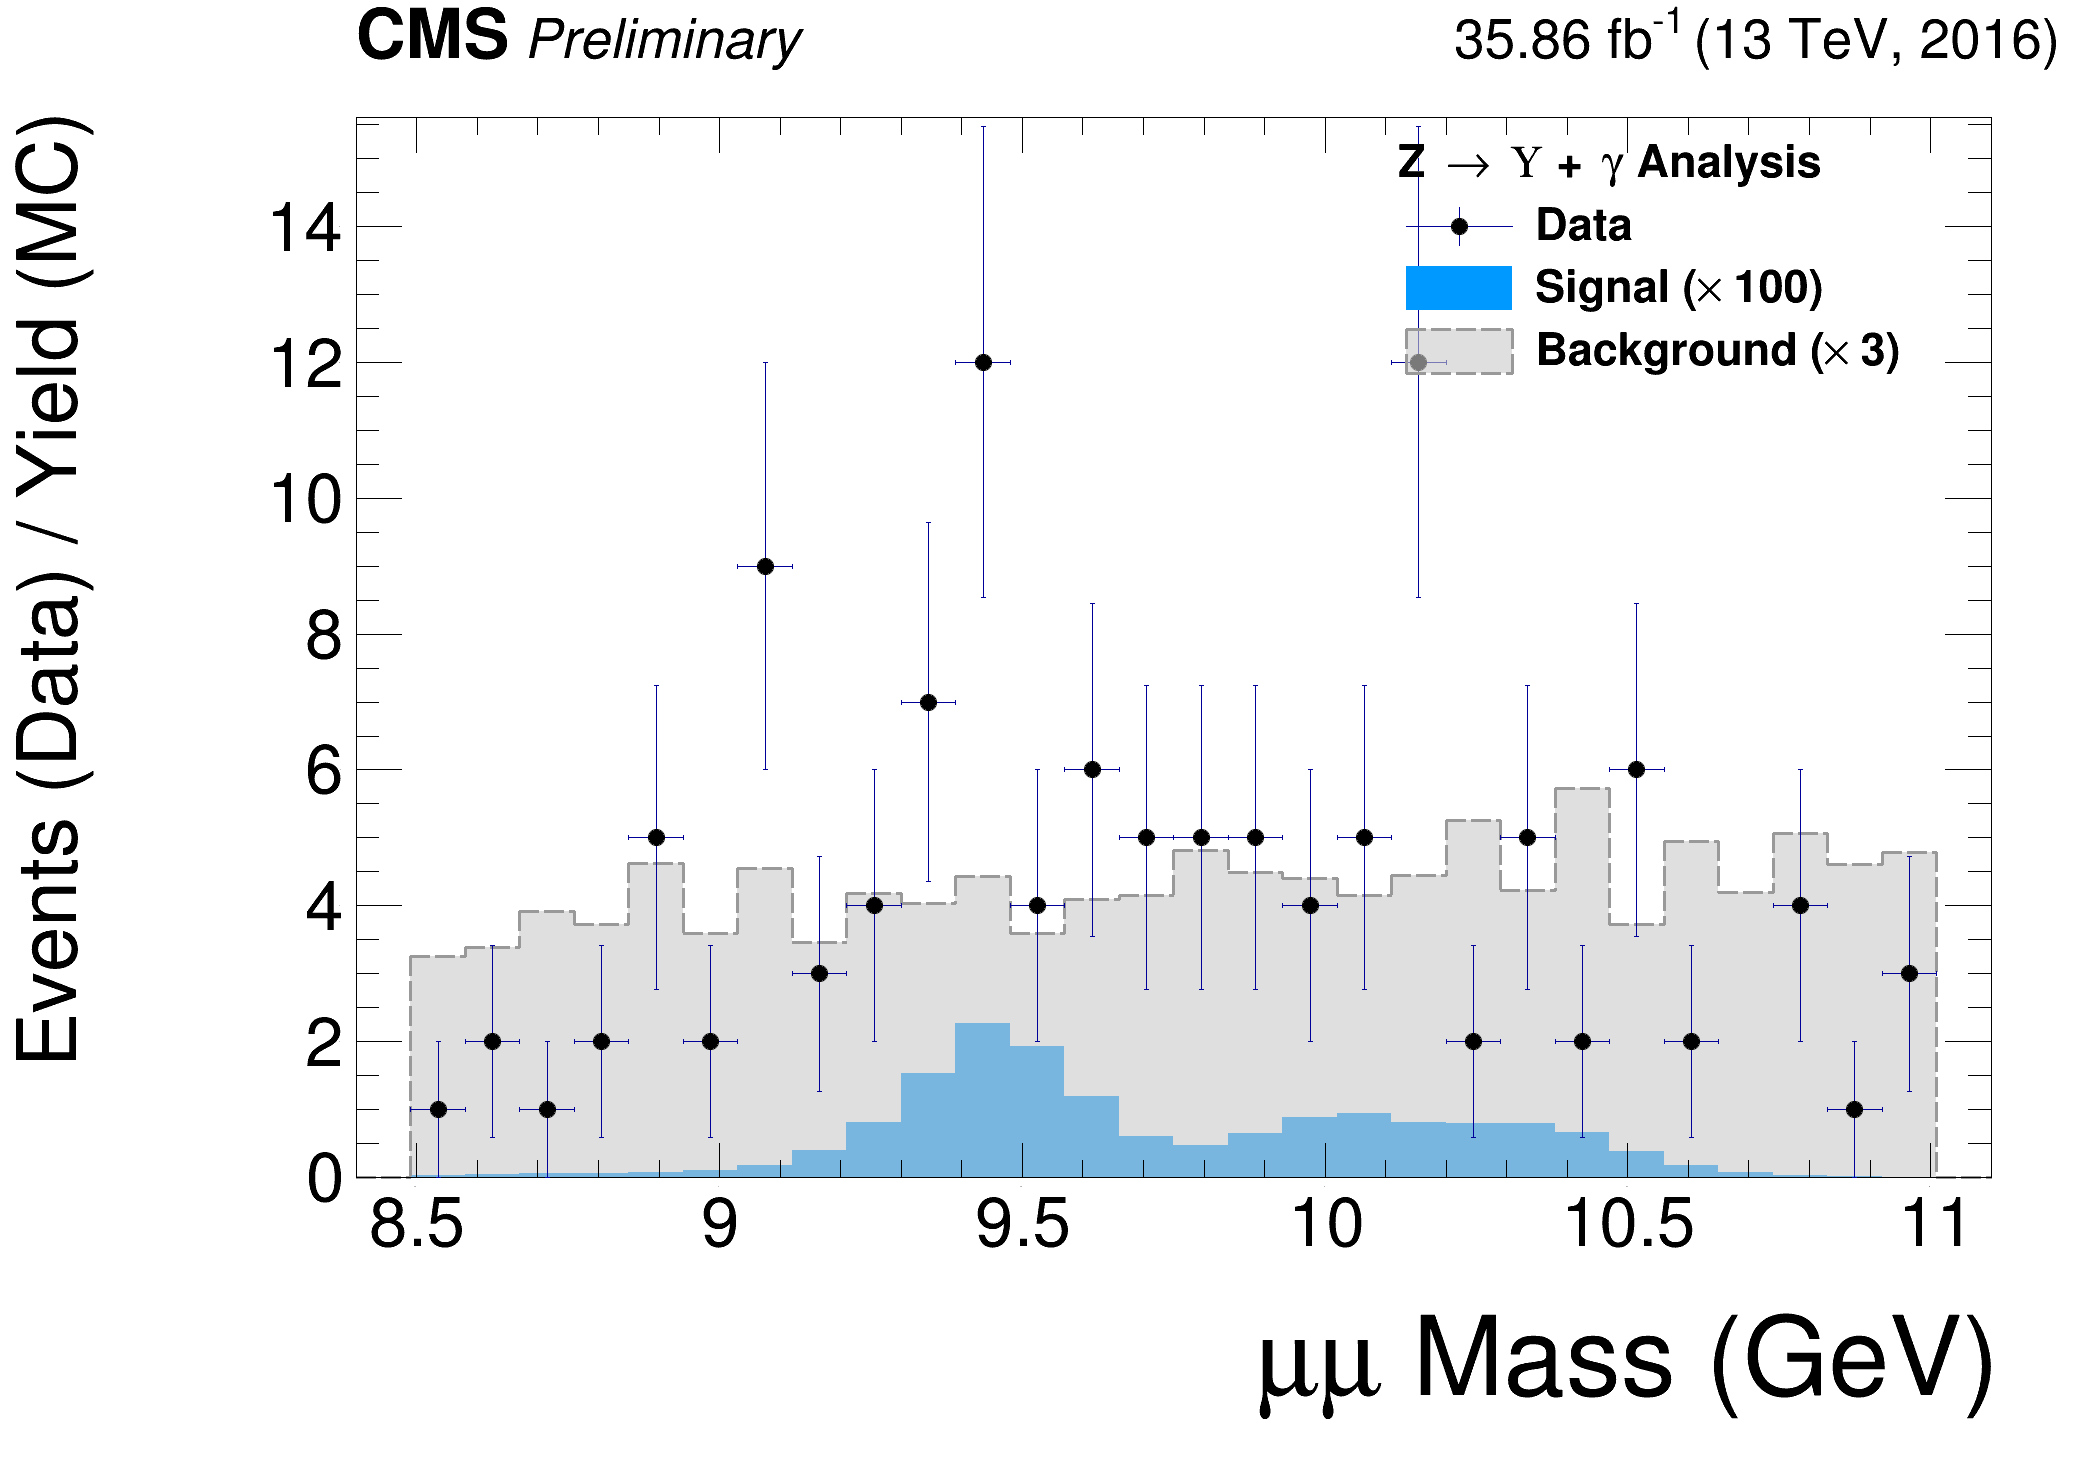 CMS Preliminary
35.86 fb⁻¹ (13 TeV, 2016)
Events (Data) / Yield (MC)
Z → Υ + γ Analysis
Data
Signal (× 100)
Background (× 3)
14
12
10
8
6
4
2
0
8.5 9 9.5 10 10.5 11
μμ Mass (GeV)